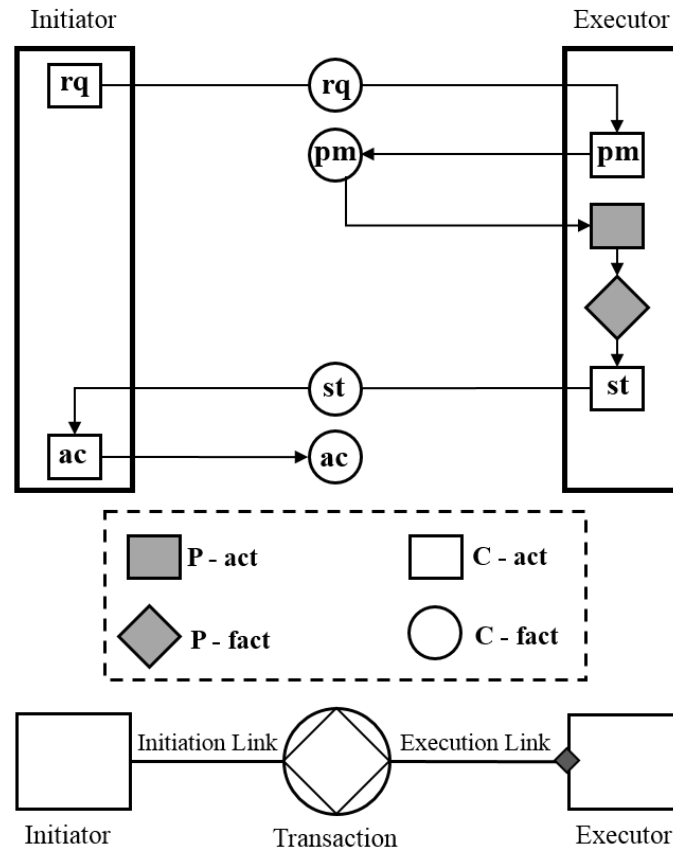 Initiator Executor
rq rq
pm pm
st st
ac ac
P - act C - act
P - fact C - fact
Initiation Link Execution Link
Initiator Transaction Executor